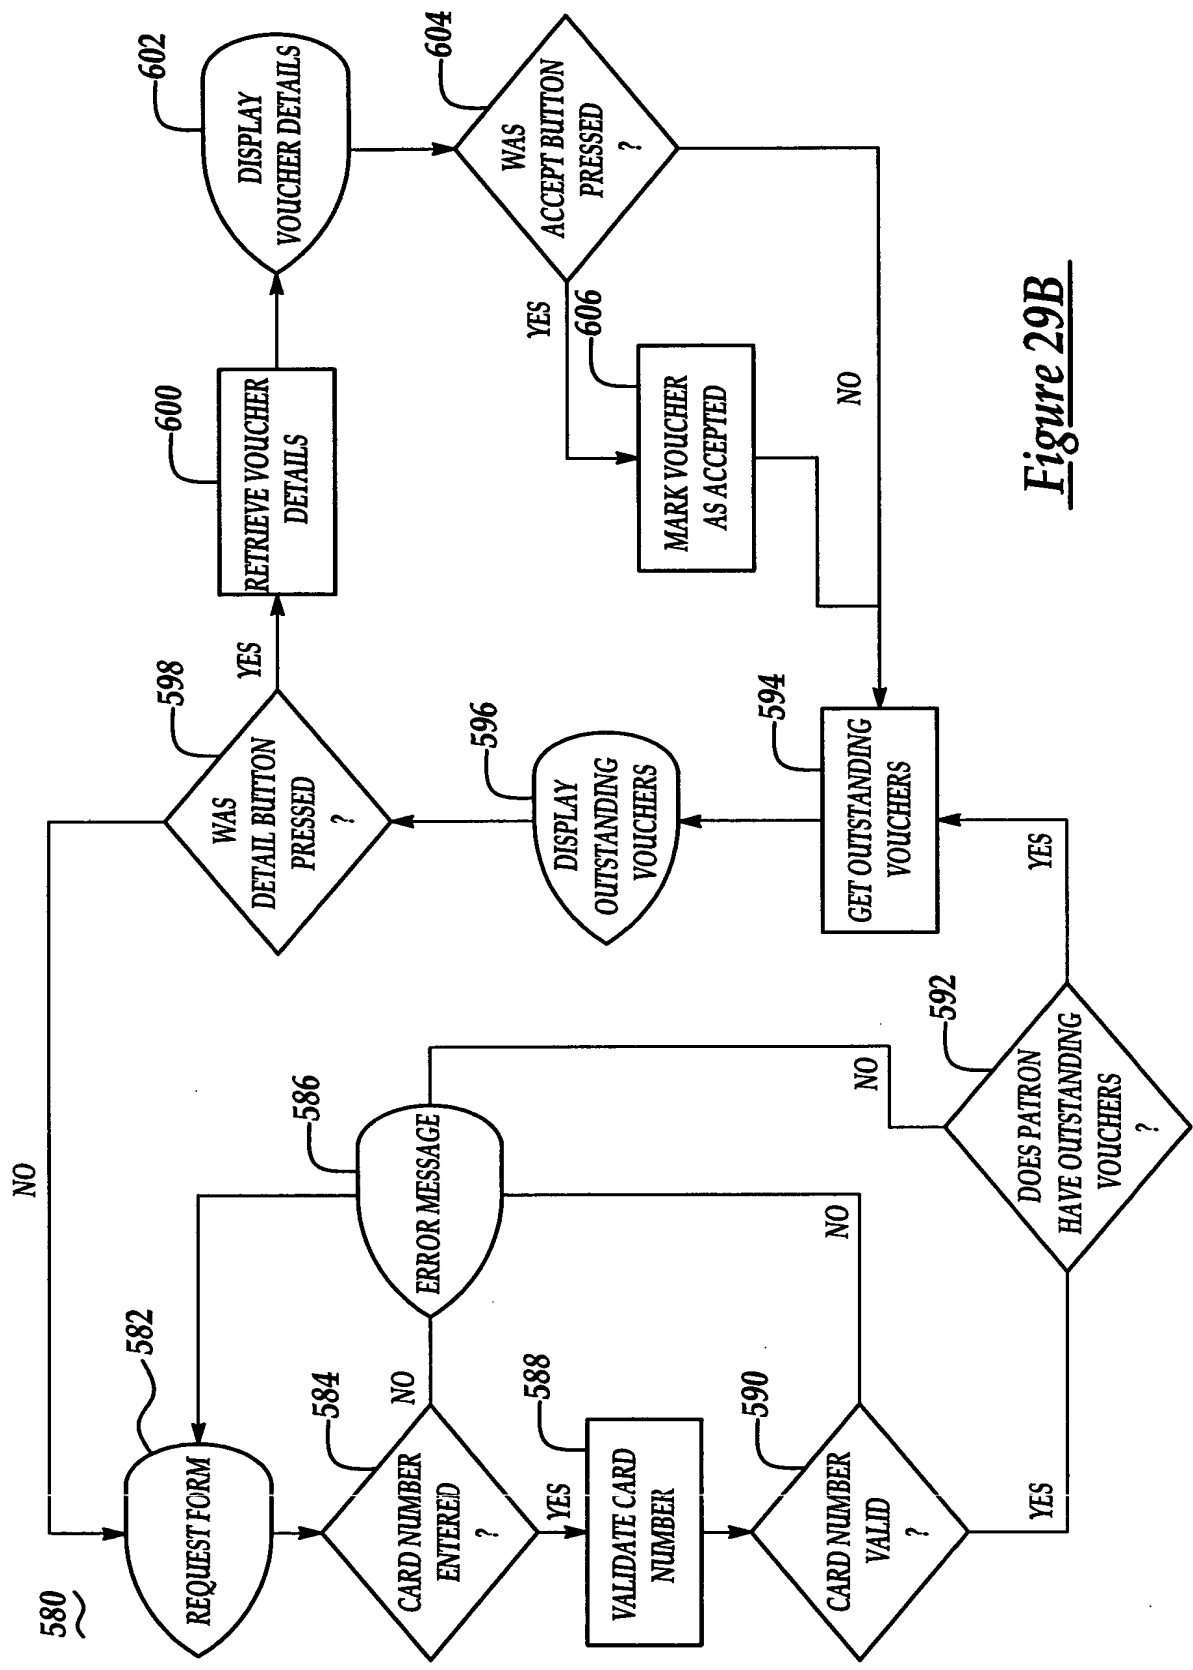 580
582
REQUEST FORM
584
CARD NUMBER
ENTERED
?
NO
YES
586
ERROR MESSAGE
588
VALIDATE CARD
NUMBER
590
CARD NUMBER
VALID
?
NO
YES
592
DOES PATRON
HAVE OUTSTANDING
VOUCHERS
?
NO
YES
594
GET OUTSTANDING
VOUCHERS
596
DISPLAY
OUTSTANDING
VOUCHERS
598
WAS
DETAIL BUTTON
PRESSED
?
NO
YES
600
RETRIEVE VOUCHER
DETAILS
602
DISPLAY
VOUCHER DETAILS
604
WAS
ACCEPT BUTTON
PRESSED
?
YES
NO
606
MARK VOUCHER
AS ACCEPTED
Figure 29B